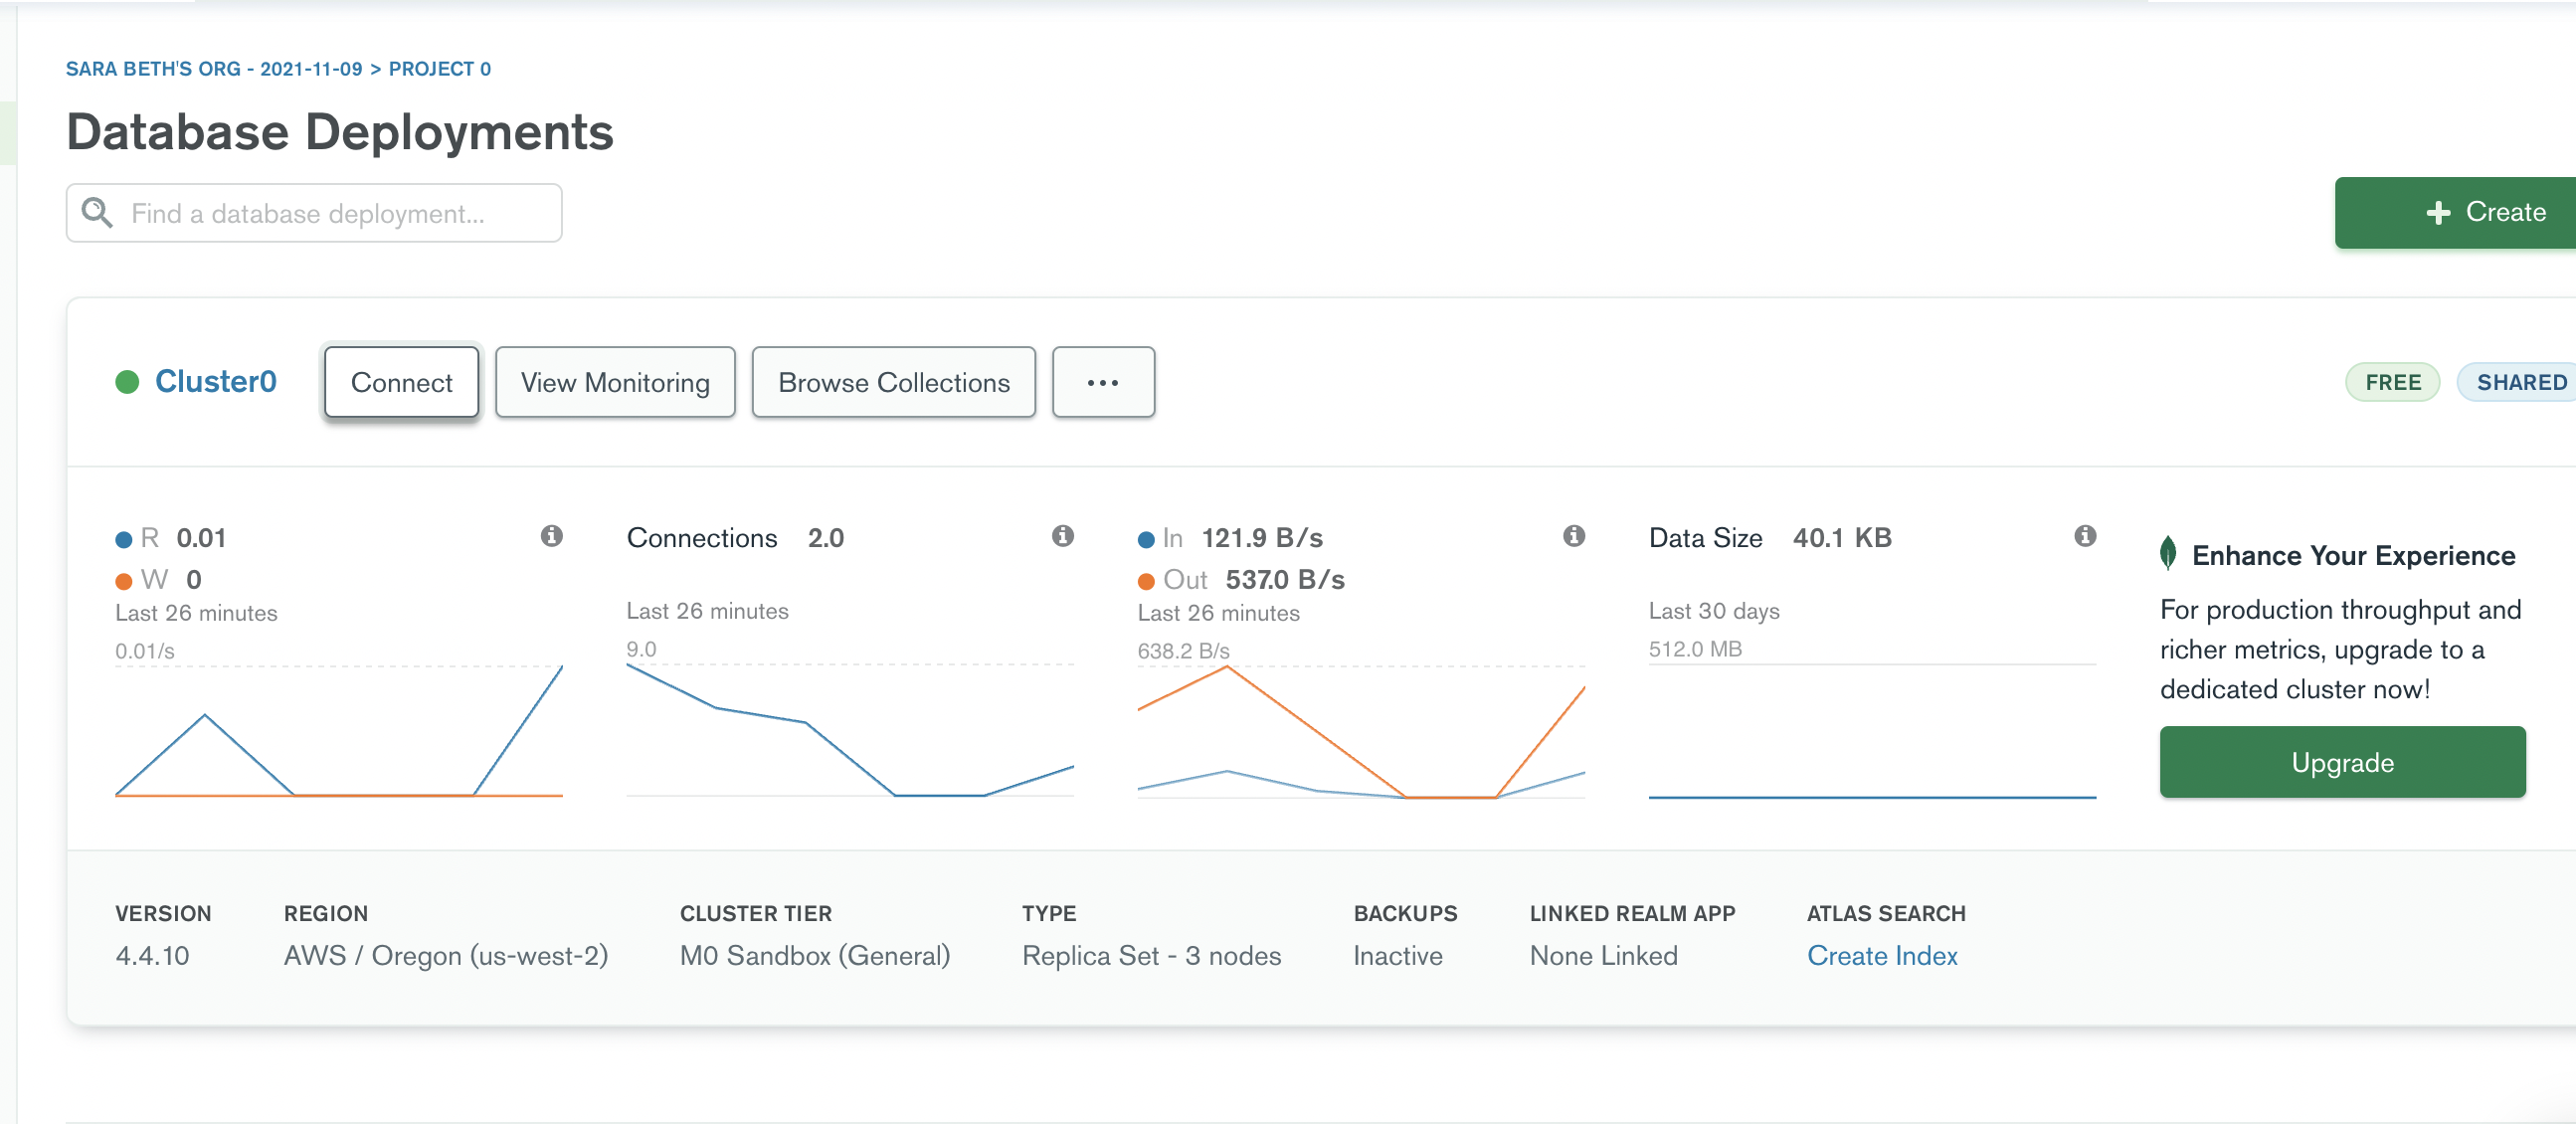 SARA BETH'S ORG - 2021-11-09 > PROJECT 0
Database Deployments
Find a database deployment...
+ Create
Cluster0
Connect
View Monitoring
Browse Collections
...
FREE
SHARED
R 0.01
W 0
Last 26 minutes
0.01/s
Connections 2.0
Last 26 minutes
9.0
In 121.9 B/s
Out 537.0 B/s
Last 26 minutes
638.2 B/s
Data Size 40.1 KB
Last 30 days
512.0 MB
Enhance Your Experience
For production throughput and
richer metrics, upgrade to a
dedicated cluster now!
Upgrade
VERSION
4.4.10
REGION
AWS / Oregon (us-west-2)
CLUSTER TIER
M0 Sandbox (General)
TYPE
Replica Set - 3 nodes
BACKUPS
Inactive
LINKED REALM APP
None Linked
ATLAS SEARCH
Create Index